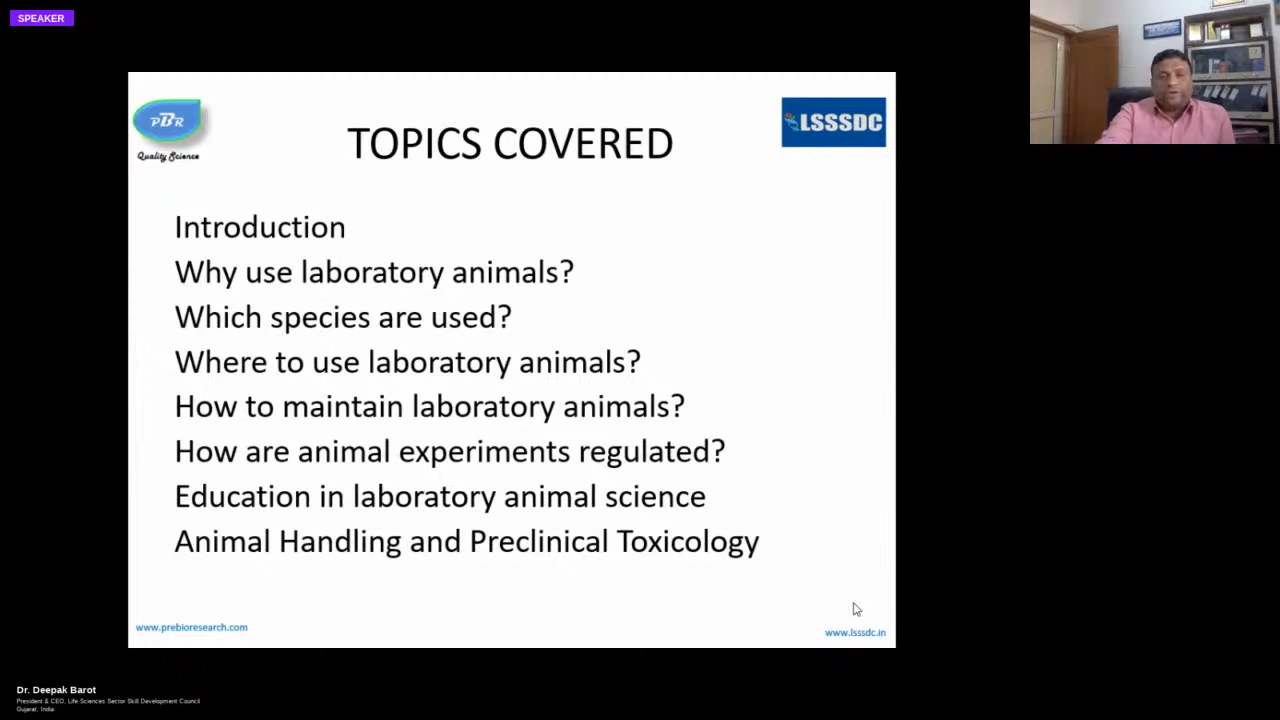 SPEAKER
PBR
Quality Science
TOPICS COVERED
LSSSDC
Introduction
Why use laboratory animals?
Which species are used?
Where to use laboratory animals?
How to maintain laboratory animals?
How are animal experiments regulated?
Education in laboratory animal science
Animal Handling and Preclinical Toxicology
www.prebioresearch.com
www.lsssdc.in
Dr. Deepak Barot
President & CEO, Life Sciences Sector Skill Development Council
Gujarat, India